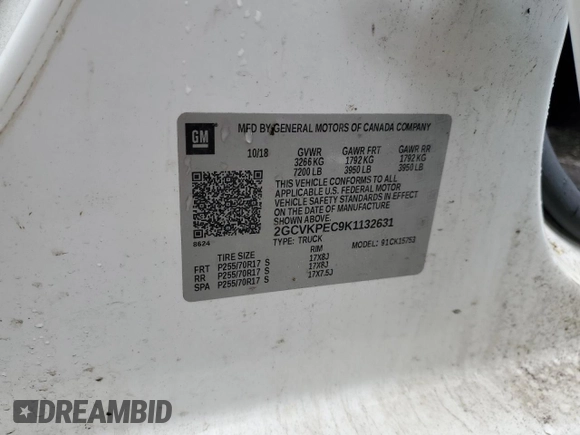 GM
MFD BY GENERAL MOTORS OF CANADA COMPANY
10/18 GVWR GAWR FRT GAWR RR
3266 KG 1792 KG 1792 KG
7200 LB 3950 LB 3950 LB
THIS VEHICLE CONFORMS TO ALL
APPLICABLE U.S. FEDERAL MOTOR
VEHICLE SAFETY STANDARDS IN EFFECT
ON THE DATE OF MANUFACTURE
SHOWN ABOVE.
8624 2GCVKPEC9K1132631
TYPE: TRUCK MODEL: 91CK15753
TIRE SIZE RIM
FRT P255/70R17 S 17X8J
RR P255/70R17 S 17X8J
SPA P255/70R17 S 17X7.5J
DREAMBID